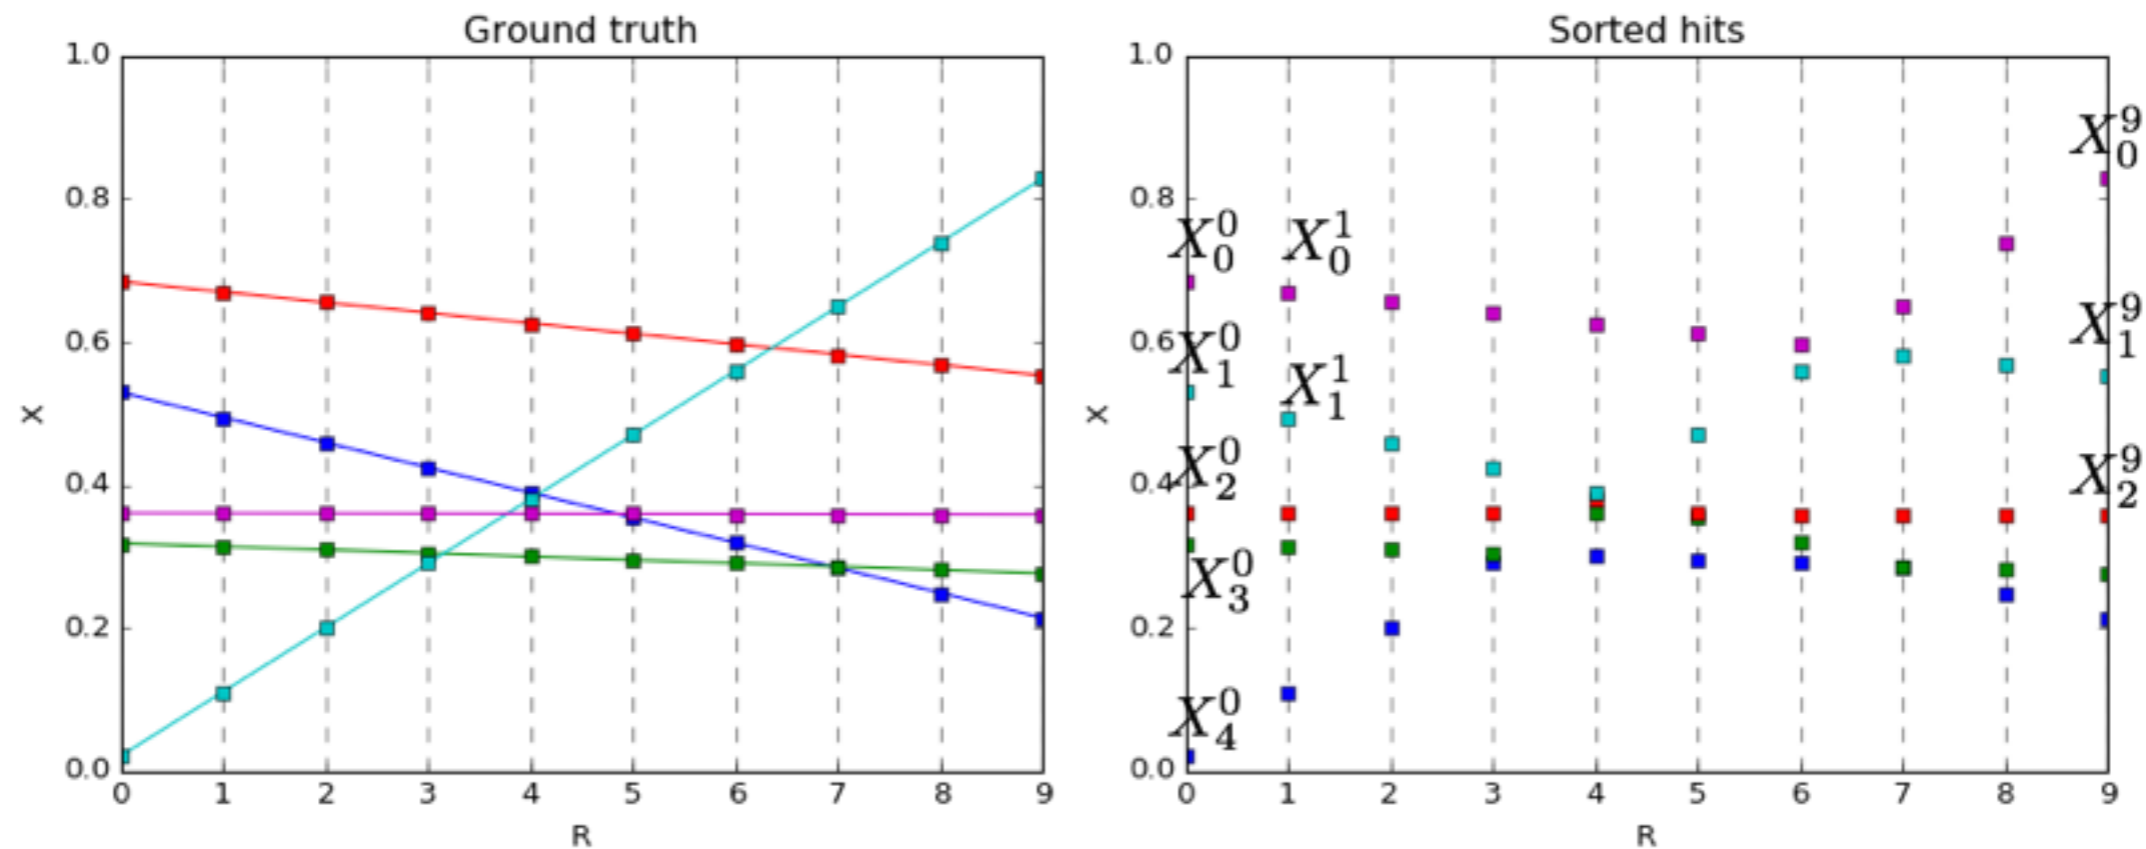 Ground truth
1.0
0.8
0.6
0.4
0.2
0.0
X
0 1 2 3 4 5 6 7 8 9
R
Sorted hits
1.0
0.8
0.6
0.4
0.2
0.0
X
0 1 2 3 4 5 6 7 8 9
R
X_0^0 X_0^1 X_0^9
X_1^0 X_1^1 X_1^9
X_2^0 X_2^9
X_3^0
X_4^0